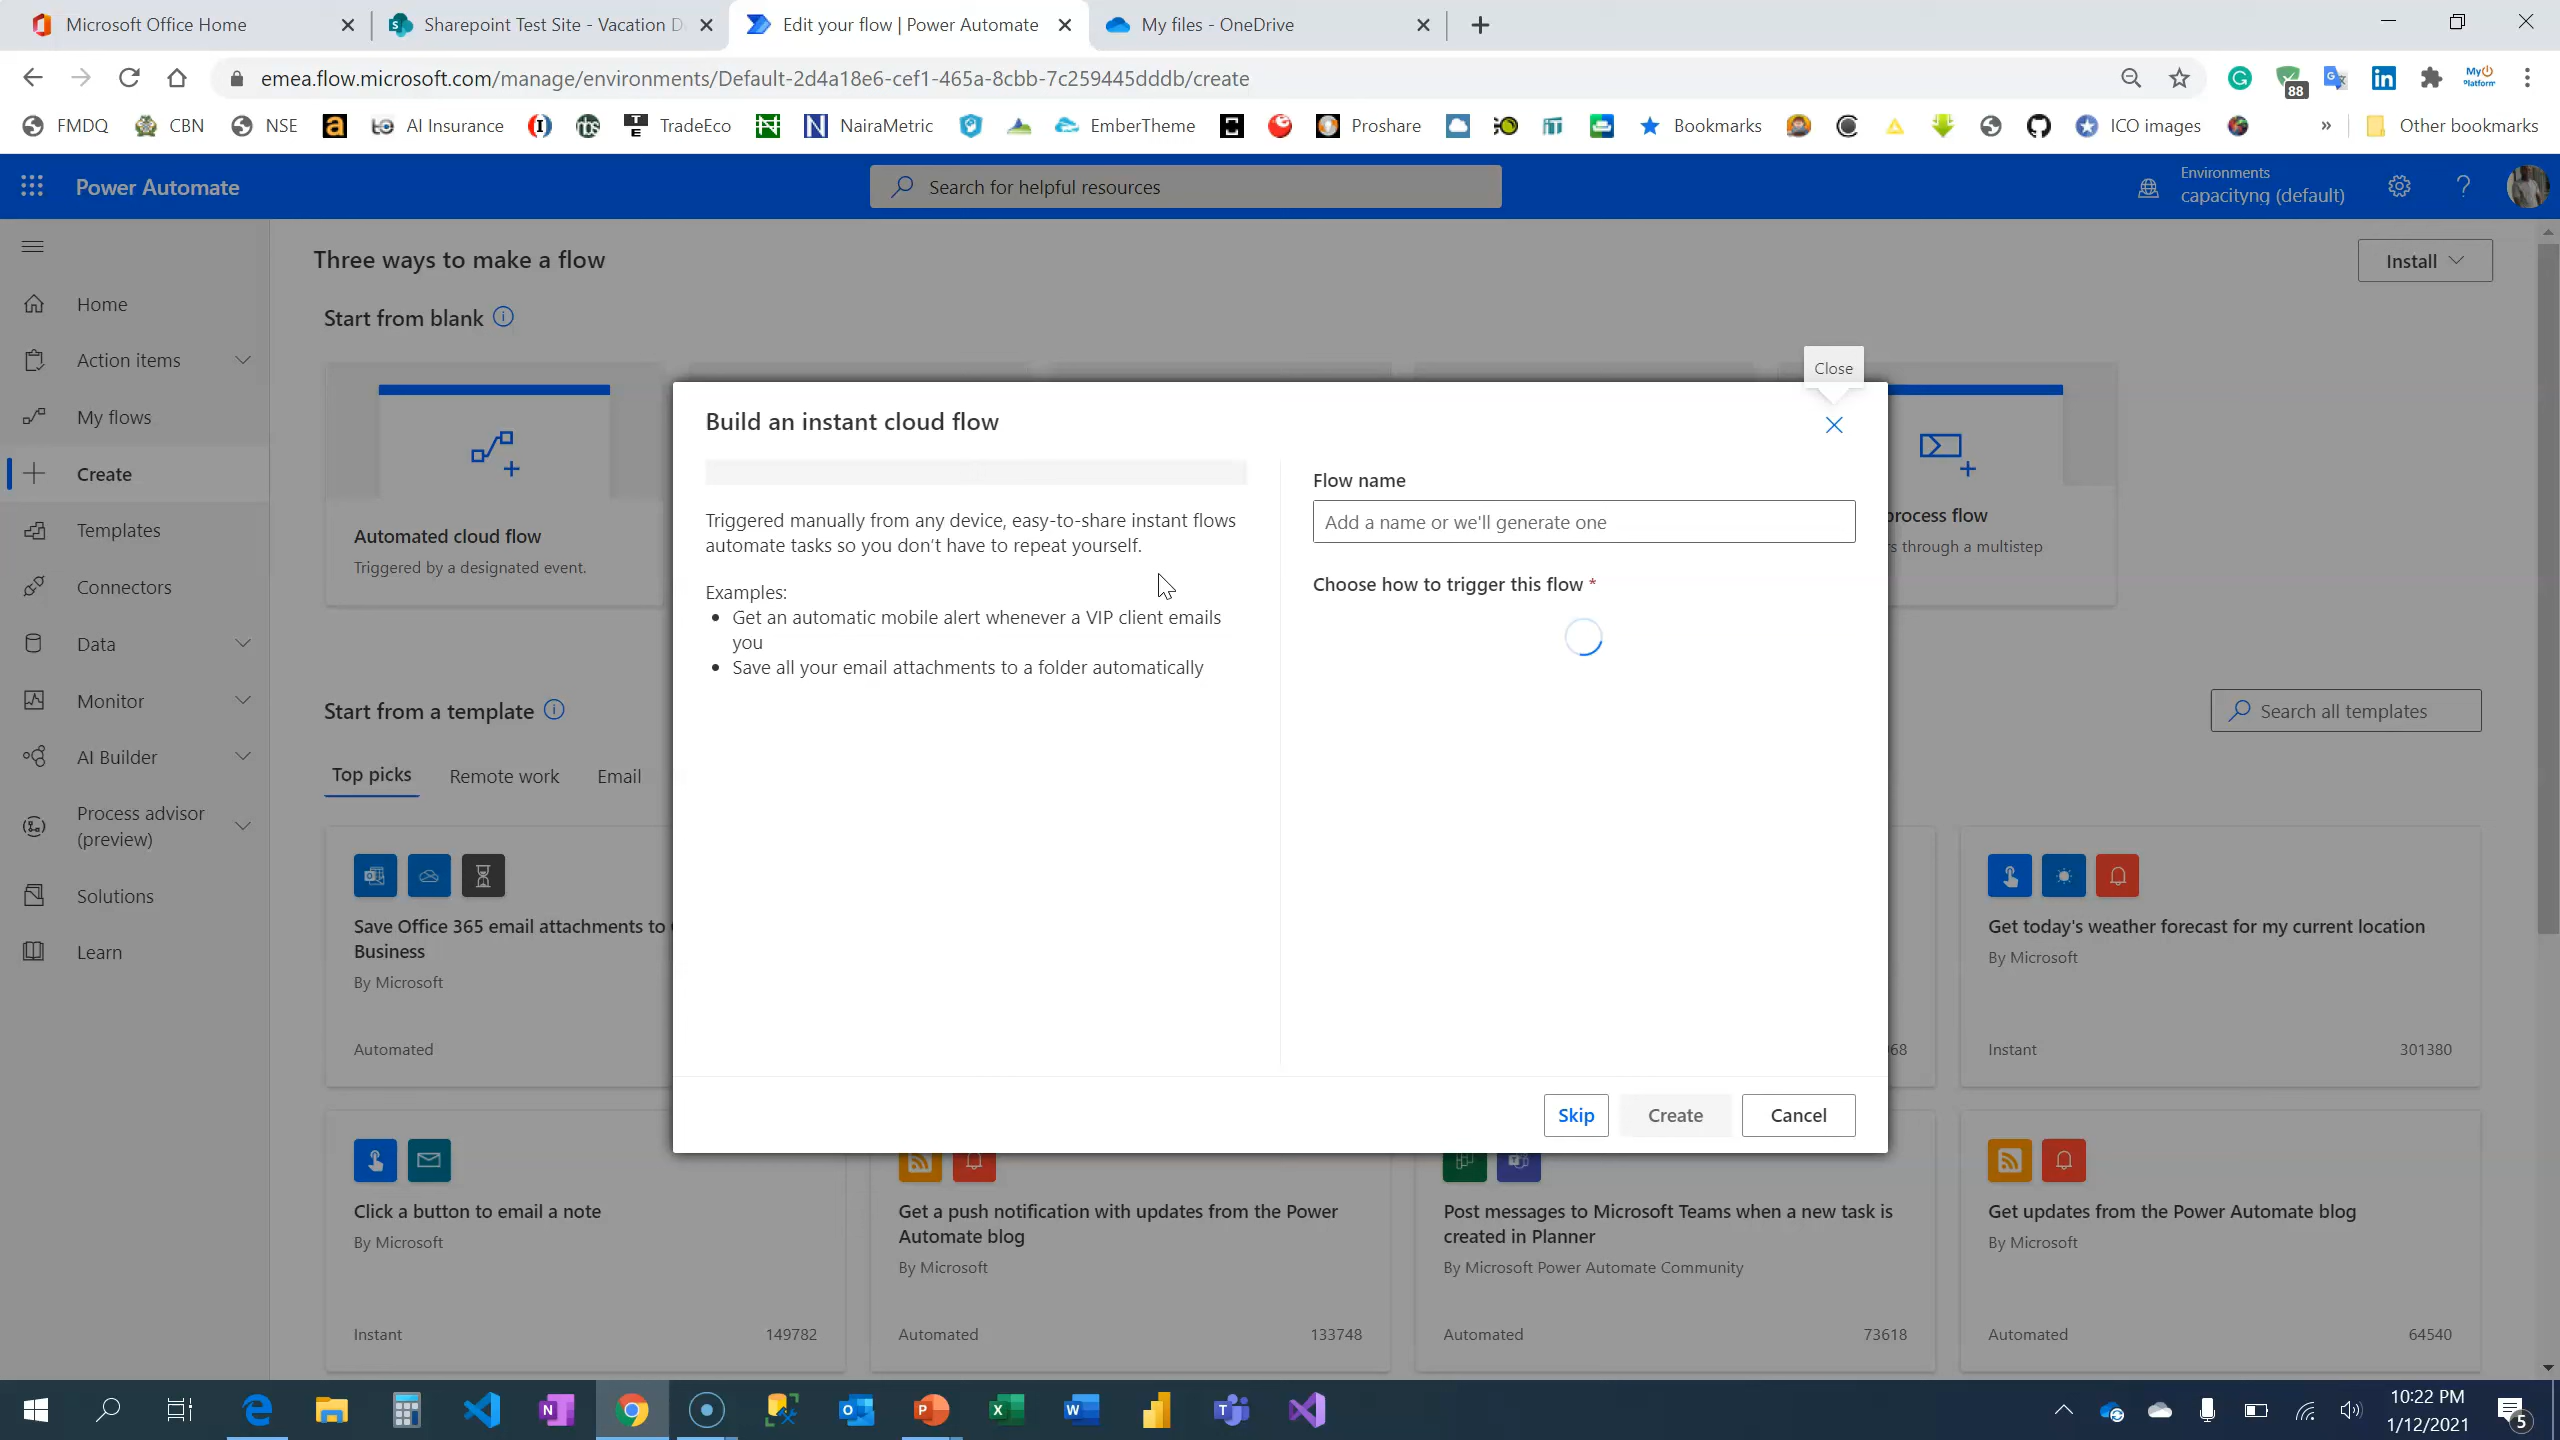 Microsoft Office Home
Sharepoint Test Site - Vacation D
Edit your flow | Power Automate
My files - OneDrive
emea.flow.microsoft.com/manage/environments/Default-2d4a18e6-cef1-465a-8cbb-7c259445dddb/create
88
My
Platform
FMDQ
CBN
NSE
AI Insurance
TradeEco
NairaMetric
EmberTheme
Proshare
Bookmarks
ICO images
»
Other bookmarks
Power Automate
Search for helpful resources
Environments
capacityng (default)
Home
Action items
My flows
Create
Templates
Connectors
Data
Monitor
AI Builder
Process advisor
(preview)
Solutions
Learn
Three ways to make a flow
Install
Start from blank
Automated cloud flow
Triggered by a designated event.
process flow
s through a multistep
Close
Build an instant cloud flow
Triggered manually from any device, easy-to-share instant flows
automate tasks so you don't have to repeat yourself.
Examples:
• Get an automatic mobile alert whenever a VIP client emails
you
• Save all your email attachments to a folder automatically
Flow name
Add a name or we'll generate one
Choose how to trigger this flow *
Skip
Create
Cancel
Start from a template
Search all templates
Top picks
Remote work
Email
Save Office 365 email attachments to
Business
By Microsoft
Automated
68
Get today's weather forecast for my current location
By Microsoft
Instant
301380
Click a button to email a note
By Microsoft
Instant
149782
Get a push notification with updates from the Power
Automate blog
By Microsoft
Automated
133748
Post messages to Microsoft Teams when a new task is
created in Planner
By Microsoft Power Automate Community
Automated
73618
Get updates from the Power Automate blog
By Microsoft
Automated
64540
10:22 PM
1/12/2021
5